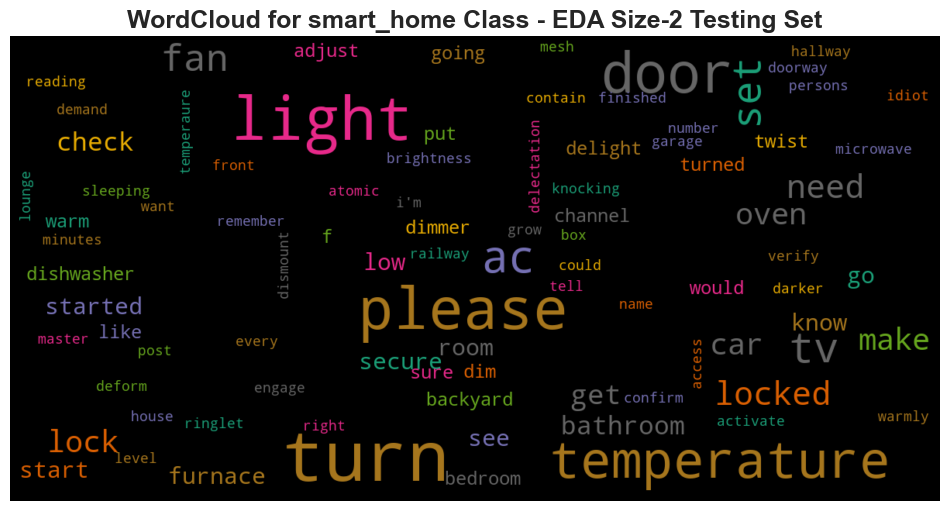 WordCloud for smart_home Class - EDA Size-2 Testing Set
mesh
hallway
fan
adjust
going
door
doorway
set
persons
reading
demand
temperaure
light
contain
finished
idiot
check
put
number
garage
twist
microwave
brightness
delight
front
turned
delectation
lounge
sleeping
want
atomic
i'm
knocking
need
warm
remember
dimmer
grow
channel
oven
minutes
f
box
dismount
low
railway
ac
could
verify
dishwasher
tell
would
darker
go
started
please
name
master
like
room
know
post
every
secure
car
tv
make
sure
dim
access
deform
engage
backyard
get
confirm
locked
house
ringlet
right
see
bathroom
activate
warmly
lock
level
turn
temperature
start
furnace
bedroom